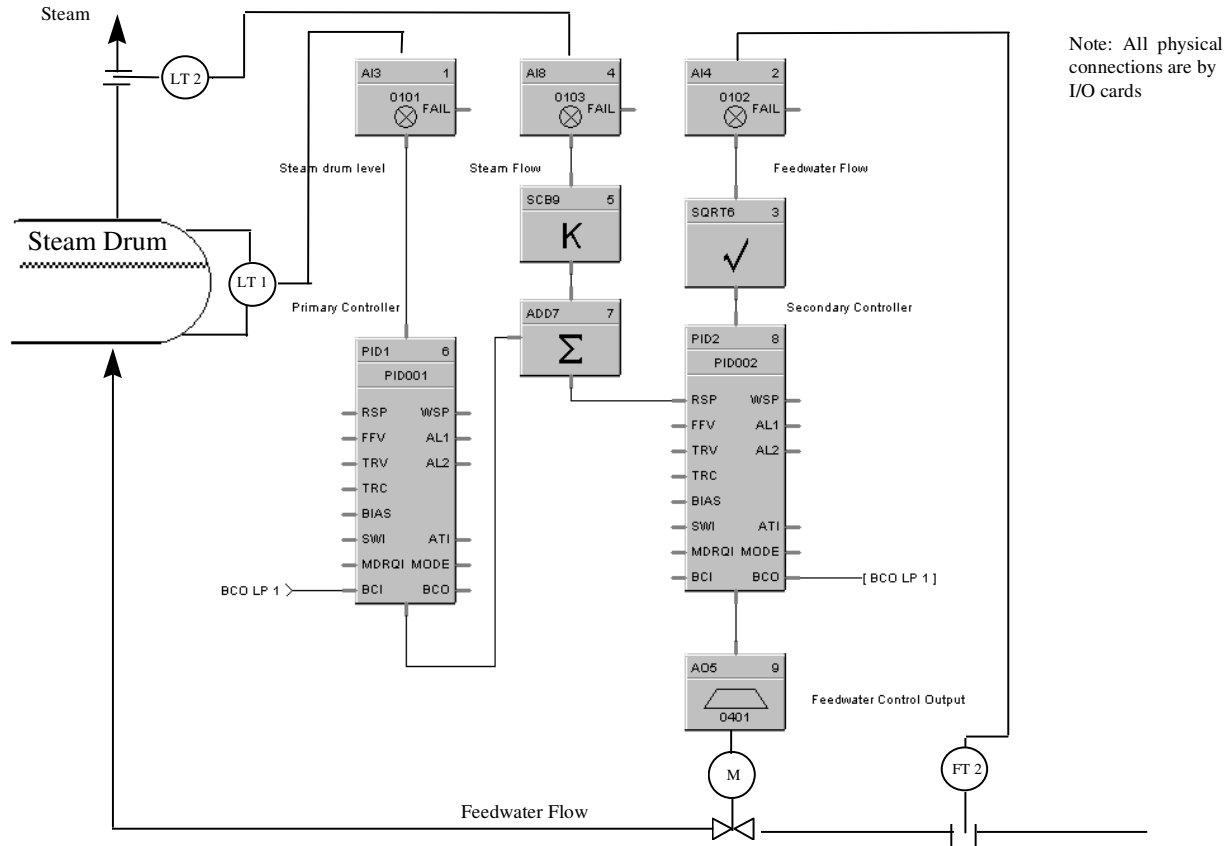 Steam
Note: All physical
connections are by
I/O cards
LT 2
AI3 1
0101
FAIL
AI8 4
0103
FAIL
AI4 2
0102
FAIL
Steam drum level
Steam Flow
Feedwater Flow
SCB9 5
K
SQRT6 3
√
Steam Drum
LT 1
Primary Controller
ADD7 7
Σ
Secondary Controller
PID1 6
PID001
RSP WSP
FFV AL1
TRV AL2
TRC
BIAS
SWI ATI
MDRQI MODE
BCI BCO
BCO LP 1
PID2 8
PID002
RSP WSP
FFV AL1
TRV AL2
TRC
BIAS
SWI ATI
MDRQI MODE
BCI BCO
[ BCO LP 1 ]
AO5 9
0401
Feedwater Control Output
M
FT 2
Feedwater Flow